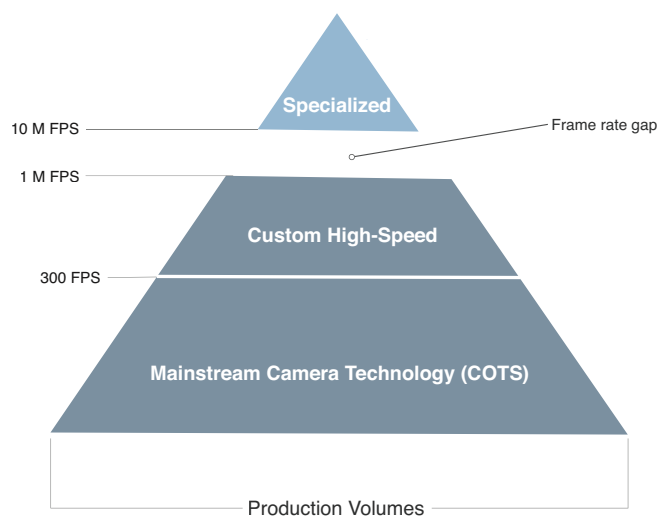 Specialized
10 M FPS
Frame rate gap
1 M FPS
Custom High-Speed
300 FPS
Mainstream Camera Technology (COTS)
Production Volumes